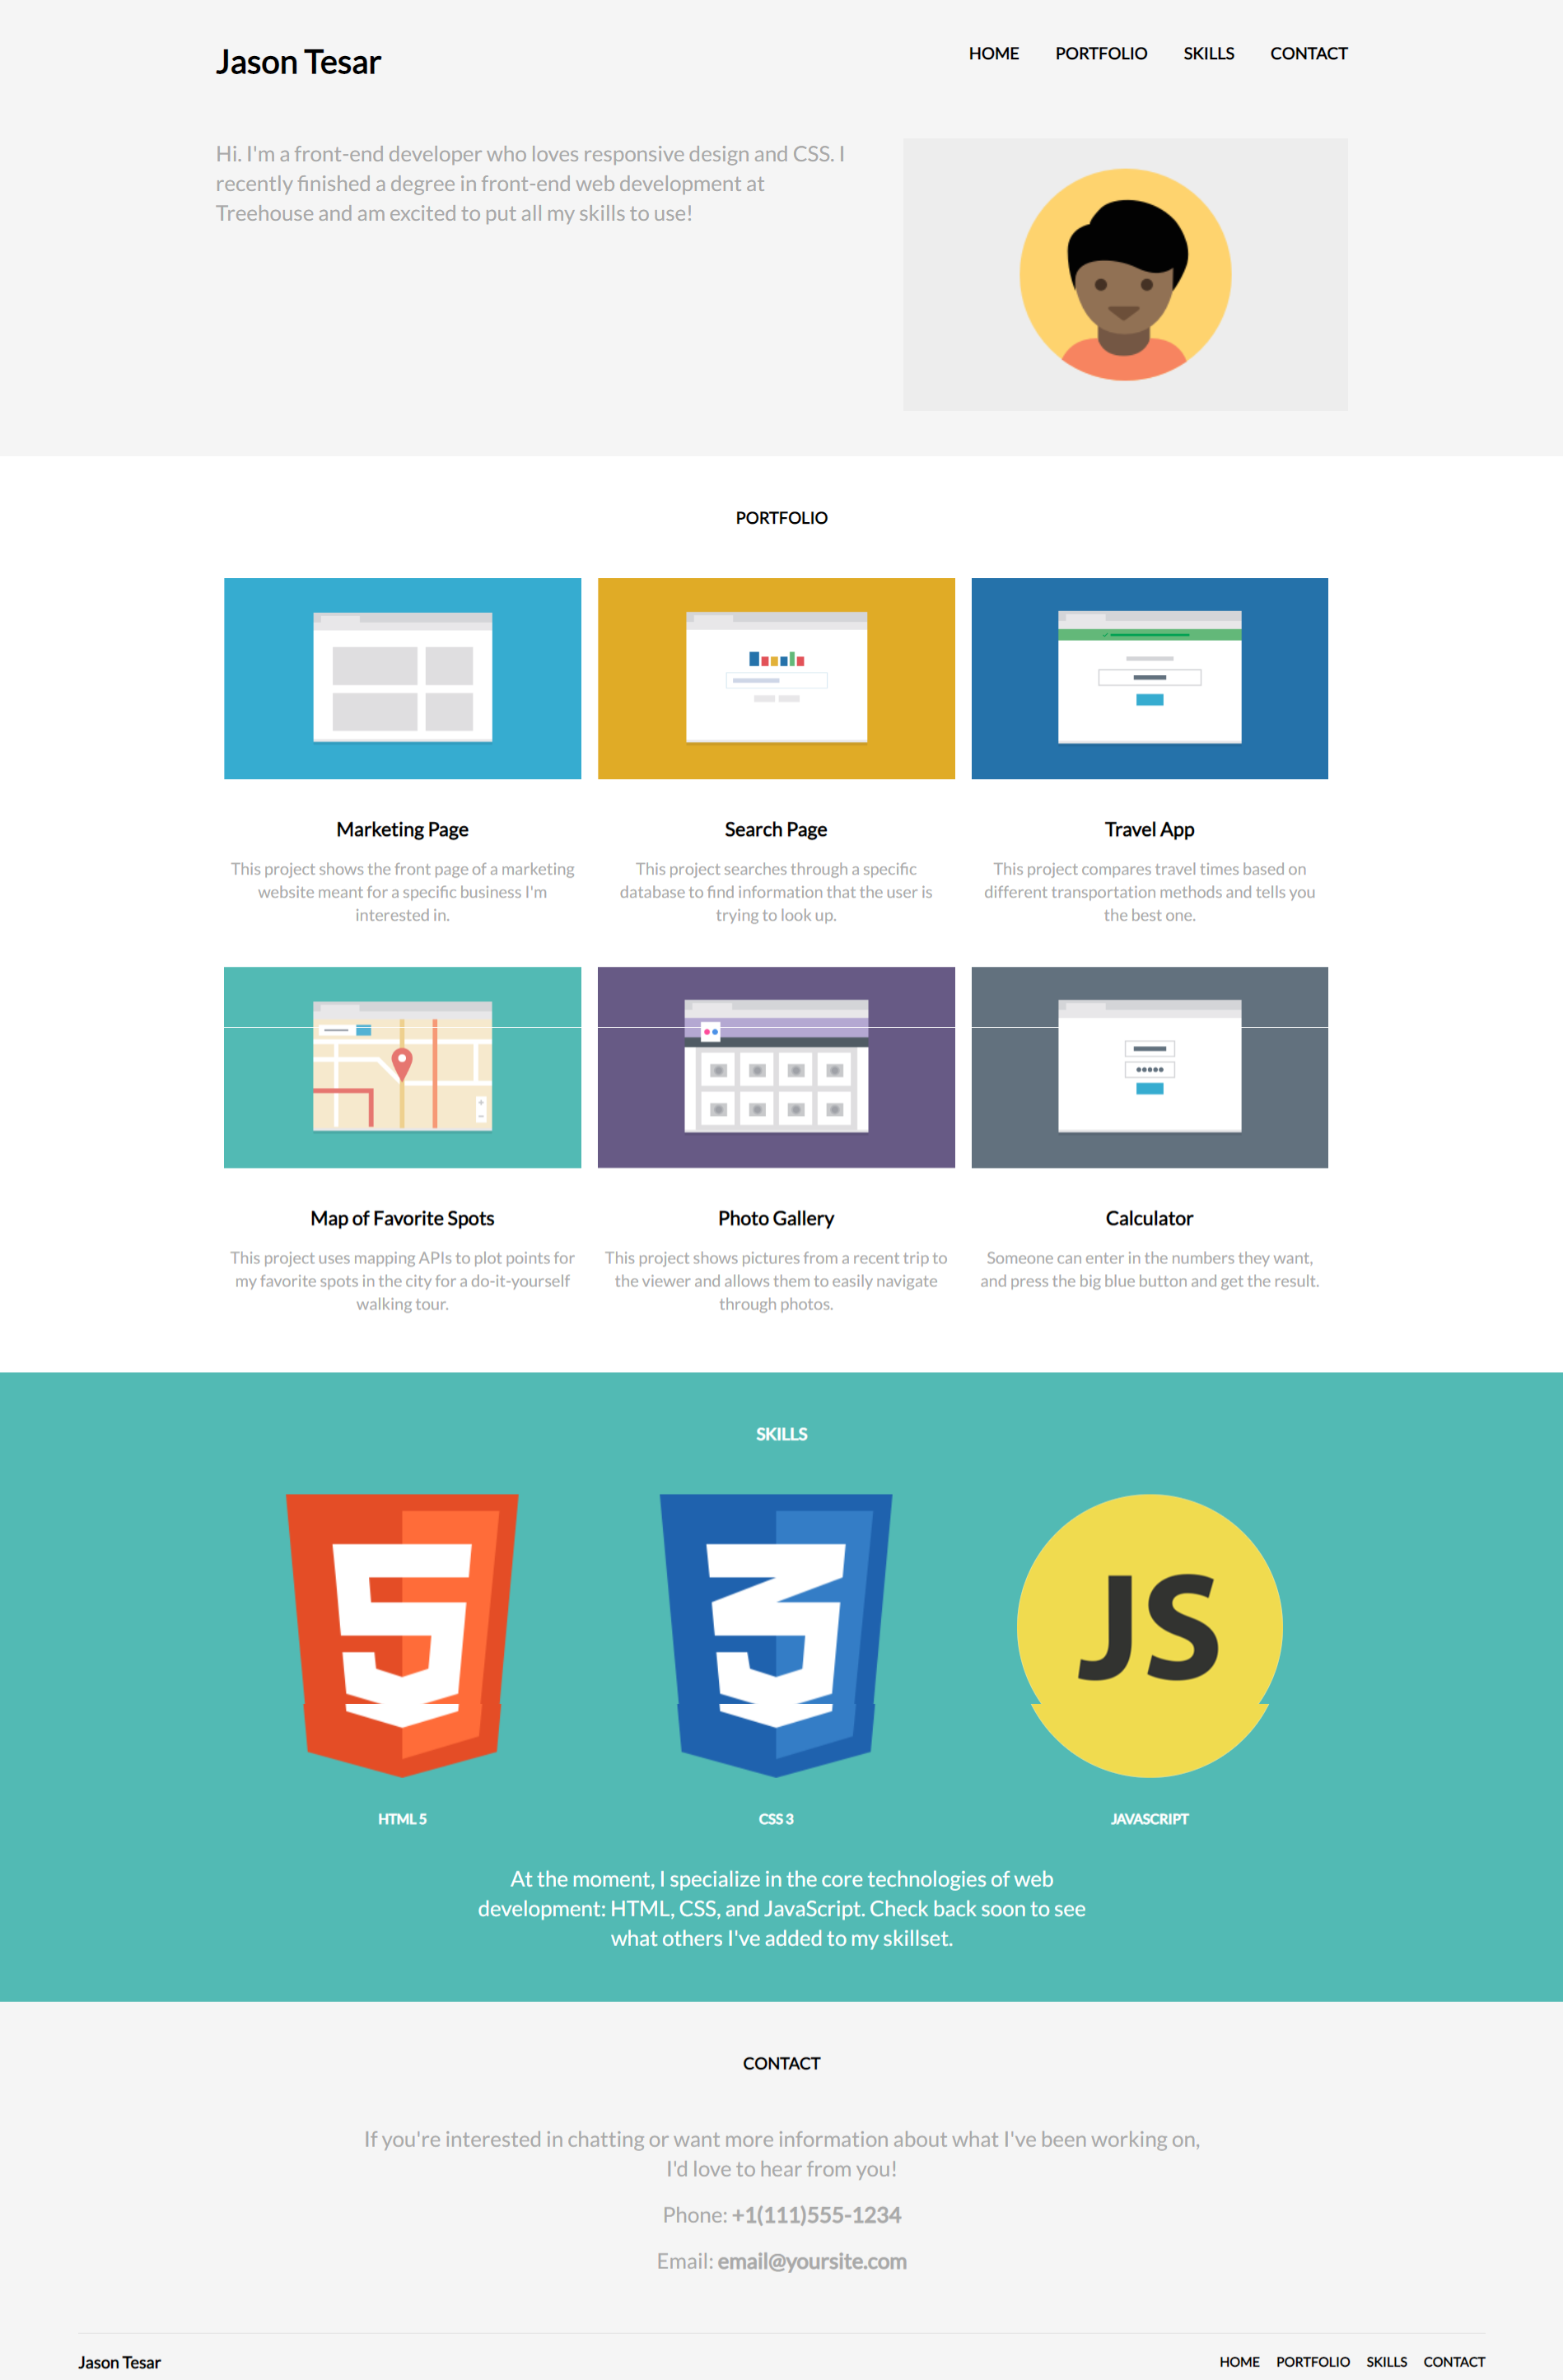 Jason Tesar
HOME PORTFOLIO SKILLS CONTACT
Hi. I'm a front-end developer who loves responsive design and CSS. I
recently finished a degree in front-end web development at
Treehouse and am excited to put all my skills to use!
PORTFOLIO
Marketing Page
This project shows the front page of a marketing
website meant for a specific business I'm
interested in.
Search Page
This project searches through a specific
database to find information that the user is
trying to look up.
Travel App
This project compares travel times based on
different transportation methods and tells you
the best one.
Map of Favorite Spots
This project uses mapping APIs to plot points for
my favorite spots in the city for a do-it-yourself
walking tour.
Photo Gallery
This project shows pictures from a recent trip to
the viewer and allows them to easily navigate
through photos.
Calculator
Someone can enter in the numbers they want,
and press the big blue button and get the result.
SKILLS
5
3
JS
HTML 5
CSS 3
JAVASCRIPT
At the moment, I specialize in the core technologies of web
development: HTML, CSS, and JavaScript. Check back soon to see
what others I've added to my skillset.
CONTACT
If you're interested in chatting or want more information about what I've been working on,
I'd love to hear from you!
Phone: +1(111)555-1234
Email: email@yoursite.com
Jason Tesar
HOME PORTFOLIO SKILLS CONTACT